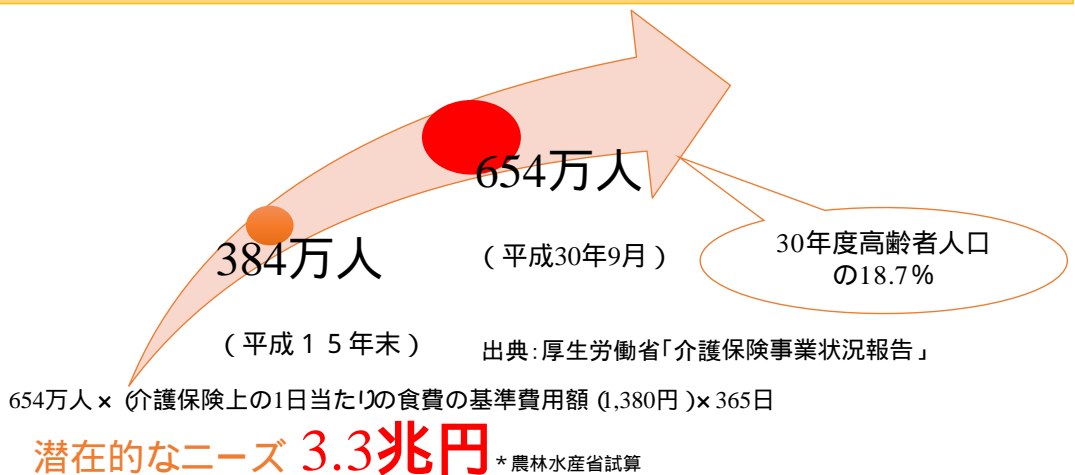 654万人
384万人
（平成30年9月）
30年度高齢者人口
の18.7％
（平成１５年末）
出典：厚生労働省「介護保険事業状況報告」
654万人×（介護保険上の1日当たりの食費の基準費用額（1,380円）×365日
潜在的なニーズ 3.3兆円 *農林水産省試算